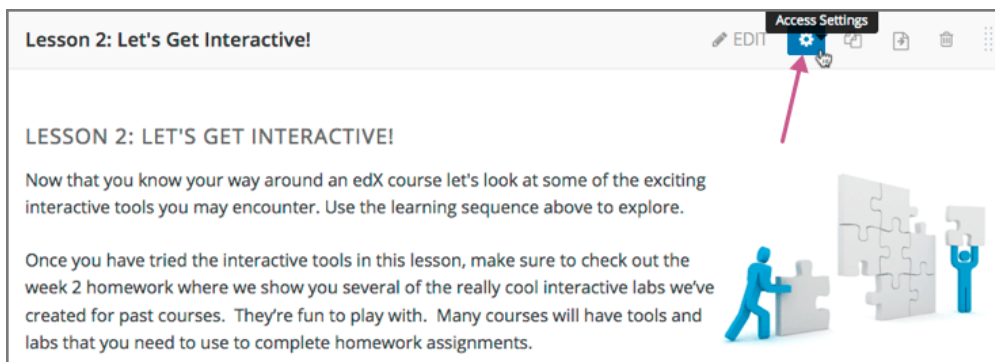 Access Settings
Lesson 2: Let's Get Interactive!
EDIT
LESSON 2: LET'S GET INTERACTIVE!
Now that you know your way around an edX course let's look at some of the exciting
interactive tools you may encounter. Use the learning sequence above to explore.
Once you have tried the interactive tools in this lesson, make sure to check out the
week 2 homework where we show you several of the really cool interactive labs we've
created for past courses.  They're fun to play with.  Many courses will have tools and
labs that you need to use to complete homework assignments.